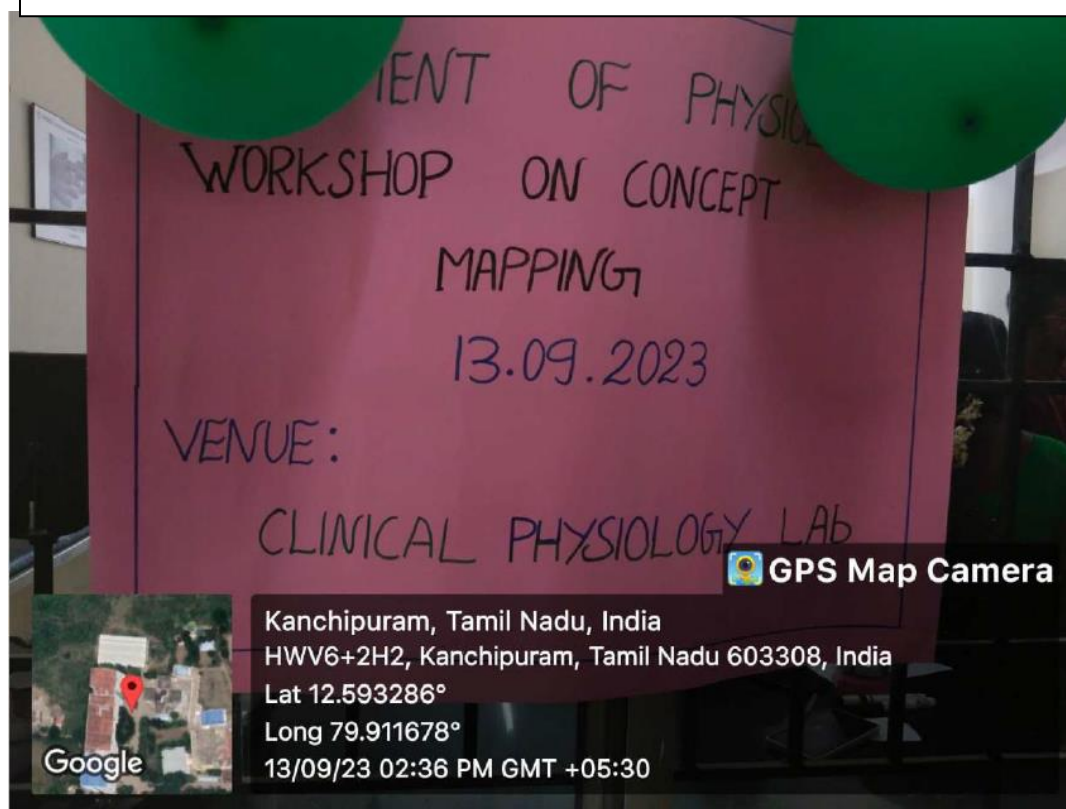 OF
WORKSHOP ON CONCEPT
MAPPING
13.09.2023
VENUE:
CLINICAL PHYSIOLOGY LAb
GPS Map Camera
Kanchipuram, Tamil Nadu, India
HWV6+2H2, Kanchipuram, Tamil Nadu 603308, India
Lat 12.593286°
Long 79.911678°
13/09/23 02:36 PM GMT +05:30
Google